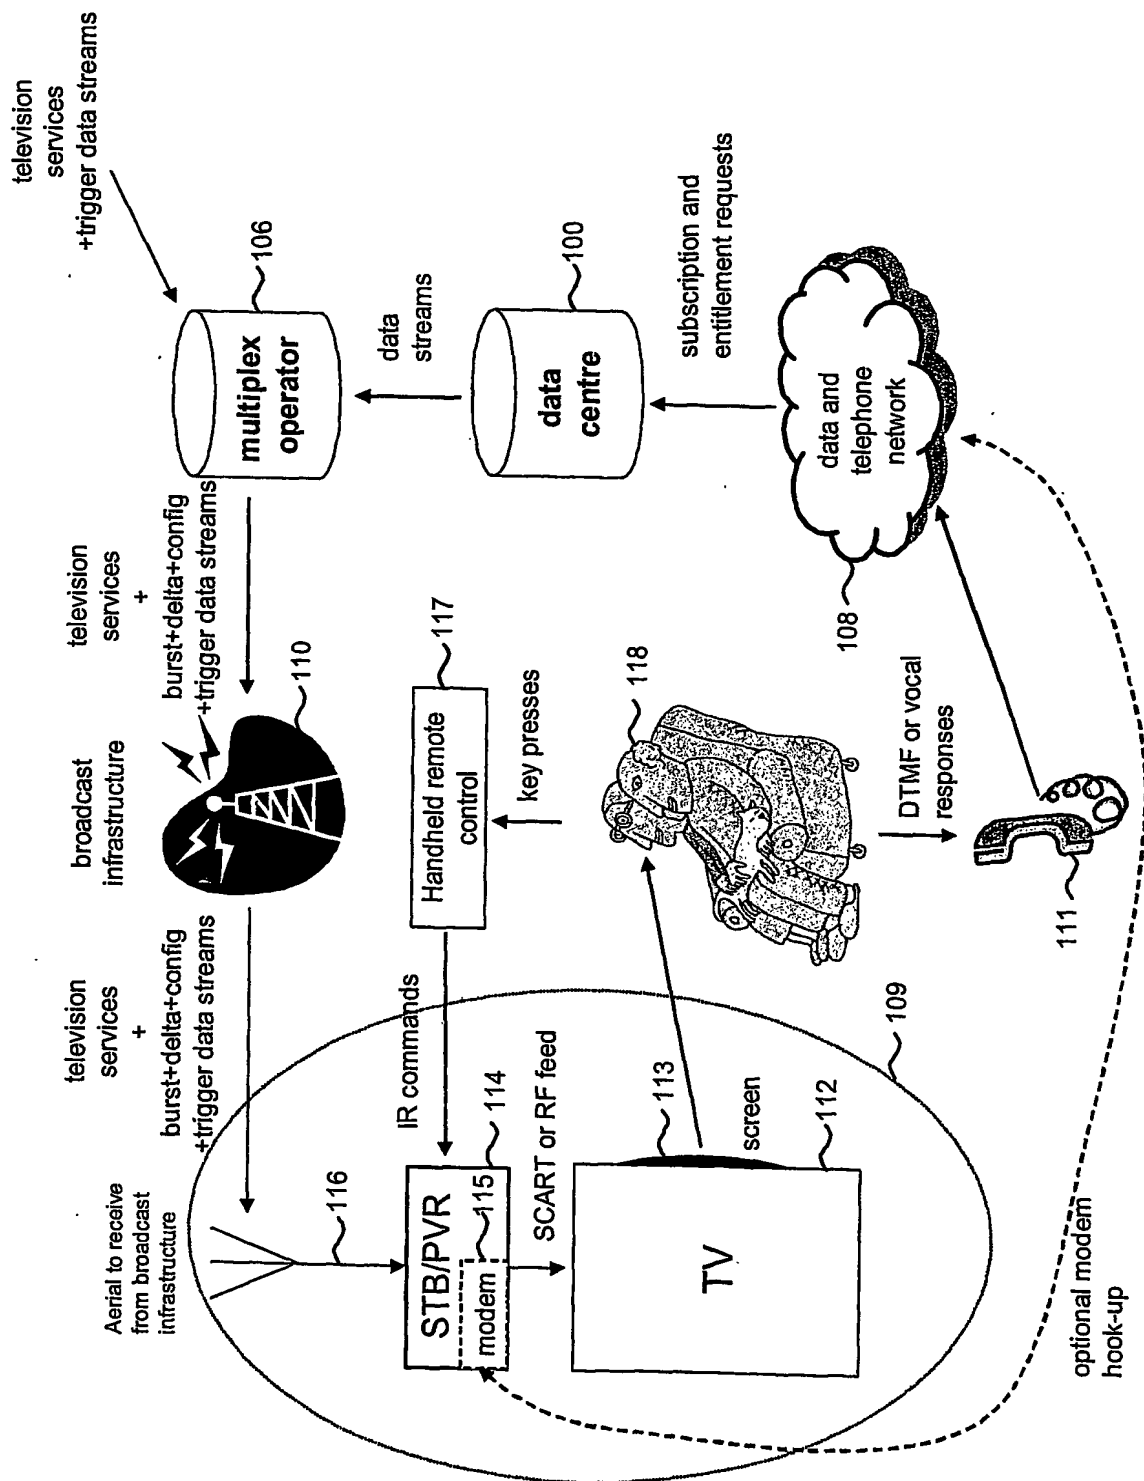 television
services
+trigger data streams
106
multiplex
operator
data
streams
100
data
centre
subscription and
entitlement requests
data and
telephone
network
108
television
services
+
burst+delta+config
+trigger data streams
broadcast
infrastructure
110
117
Handheld remote
control
key presses
118
DTMF or vocal
responses
111
television
services
+
burst+delta+config
+trigger data streams
IR commands
Aerial to receive
from broadcast
infrastructure
116
STB/PVR
114
modem
115
SCART or RF feed
113
screen
TV
112
109
optional modem
hook-up